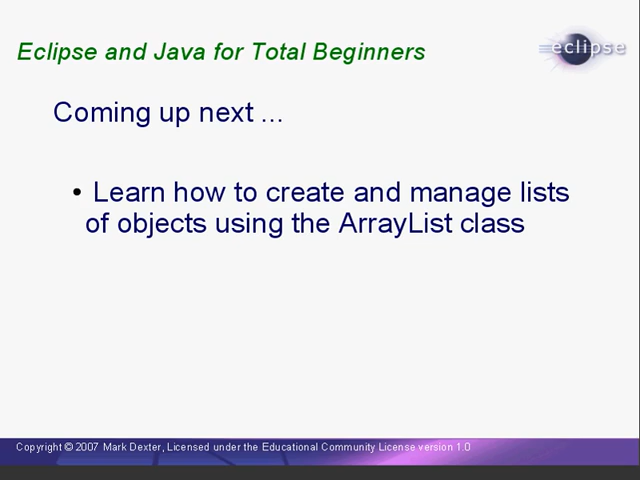 Eclipse and Java for Total Beginners
eclipse
Coming up next ...
• Learn how to create and manage lists
of objects using the ArrayList class
Copyright © 2007 Mark Dexter, Licensed under the Educational Community License version 1.0